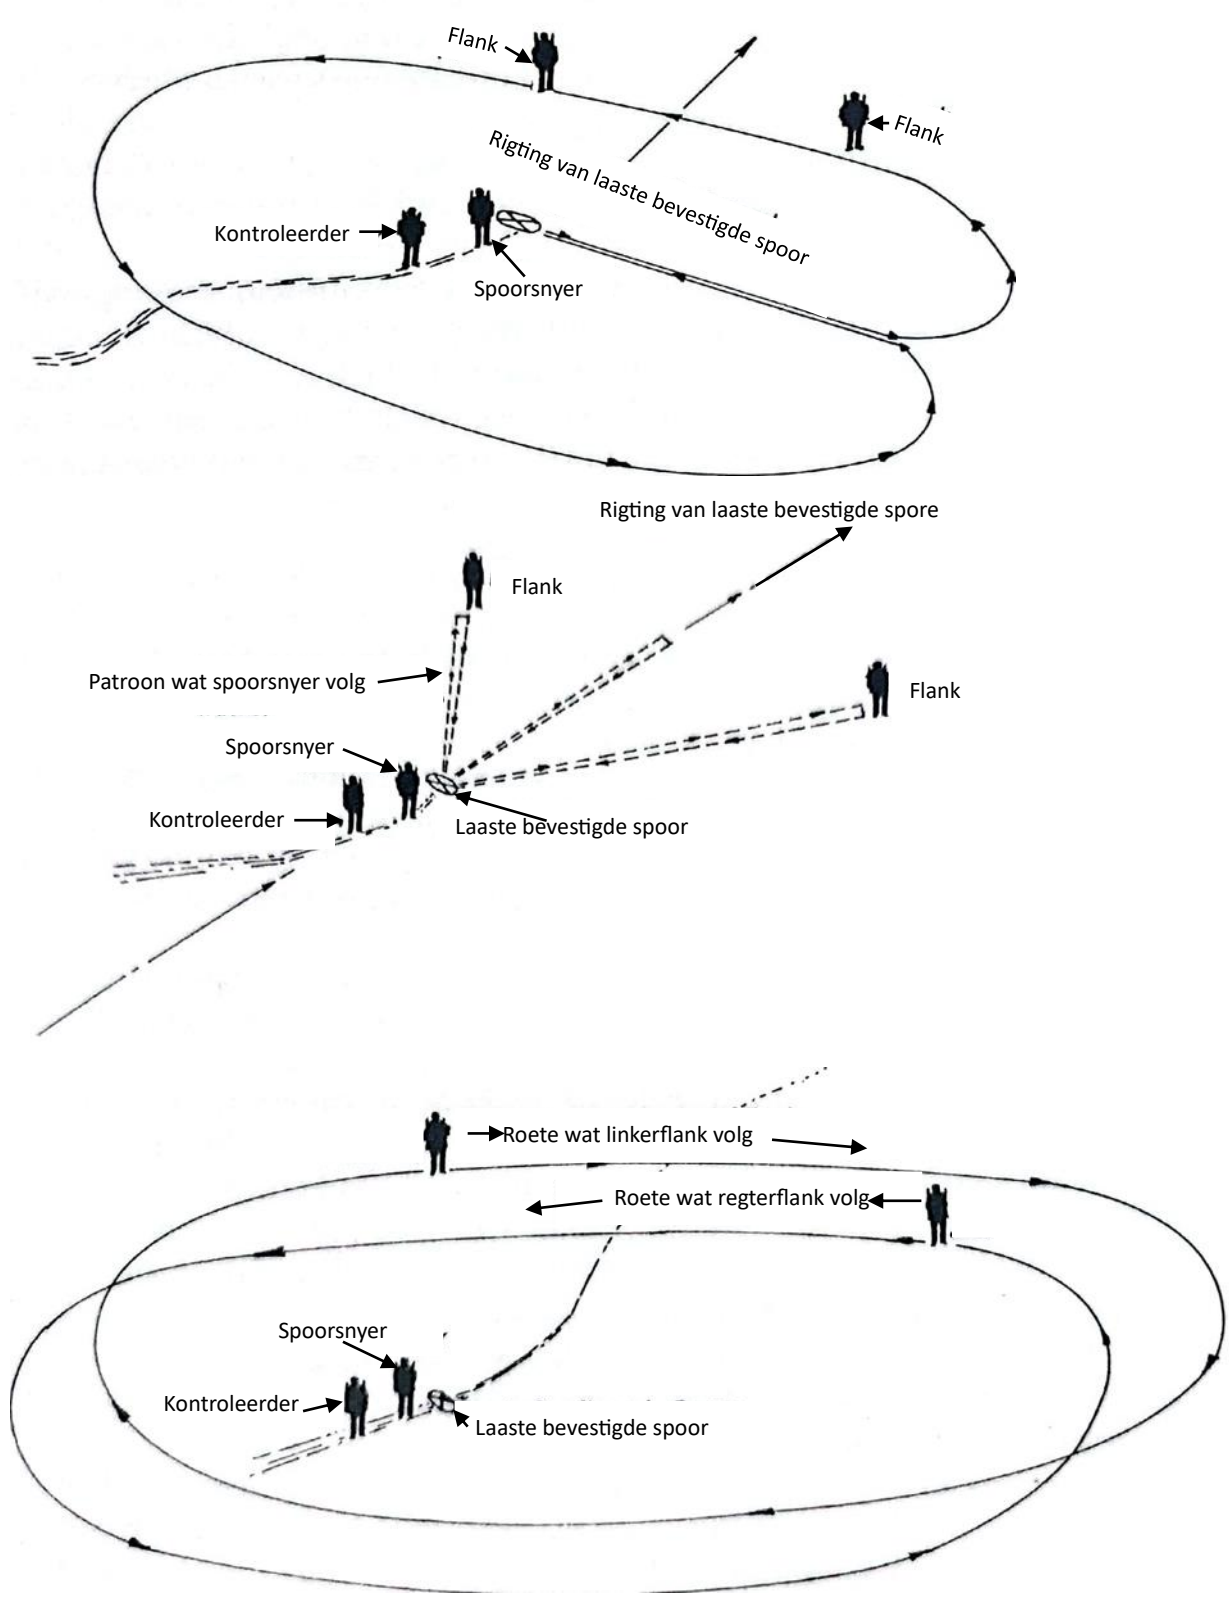 Flank
Flank
Rigting van laaste bevestigde spoor
Kontroleerder
Spoorsnyer
Rigting van laaste bevestigde spore
Flank
Patroon wat spoorsnyer volg
Flank
Spoorsnyer
Kontroleerder
Laaste bevestigde spoor
Roete wat linkerflank volg
Roete wat regterflank volg
Spoorsnyer
Kontroleerder
Laaste bevestigde spoor